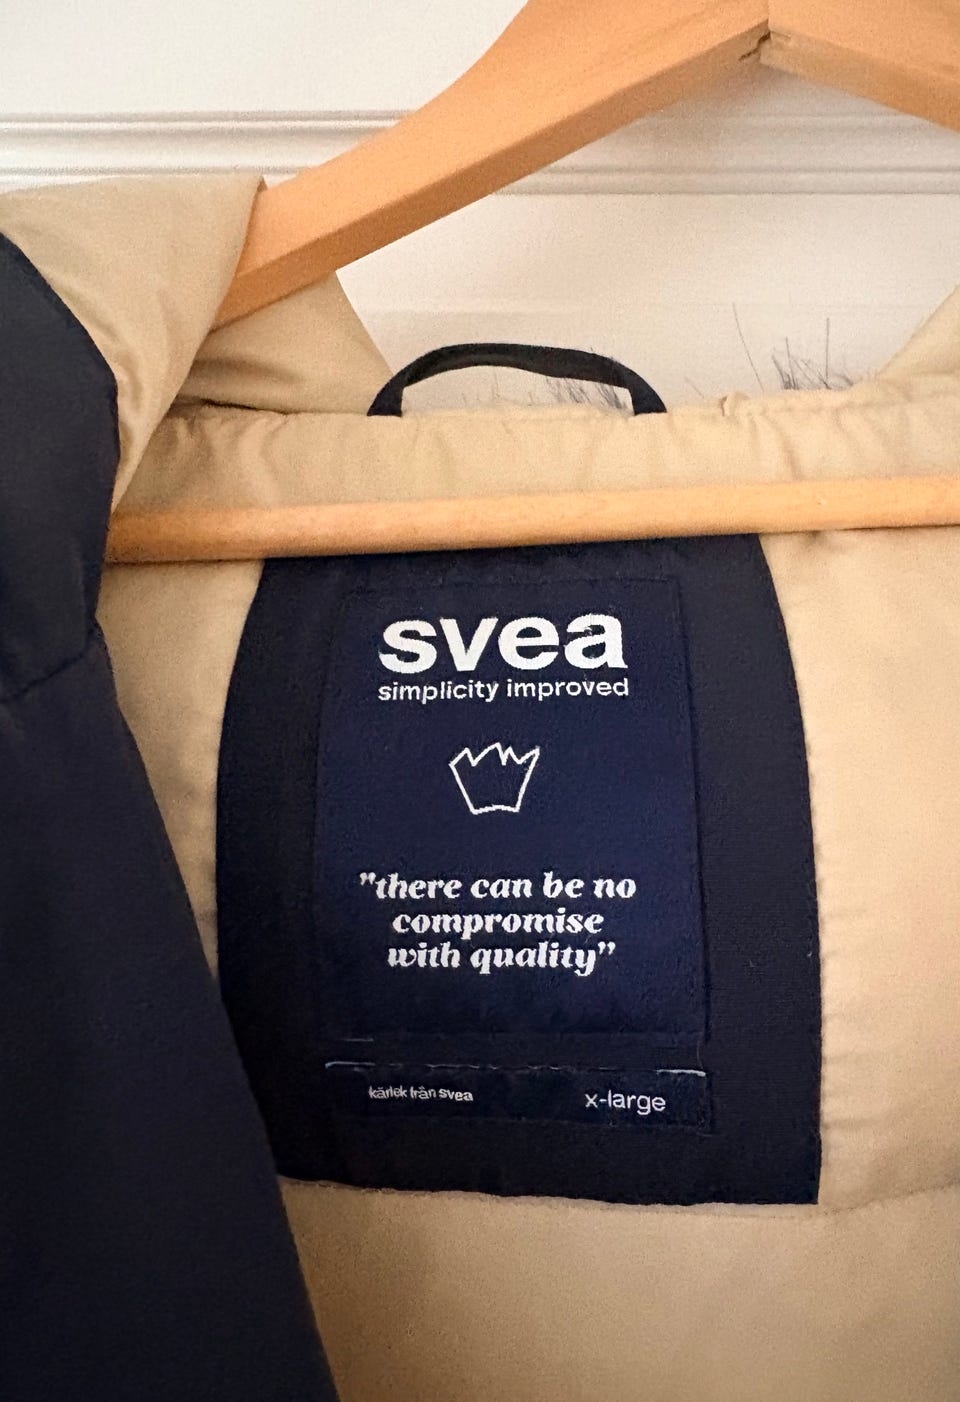 svea
simplicity improved
"there can be no
compromise
with quality”
kärlek från svea
x-large